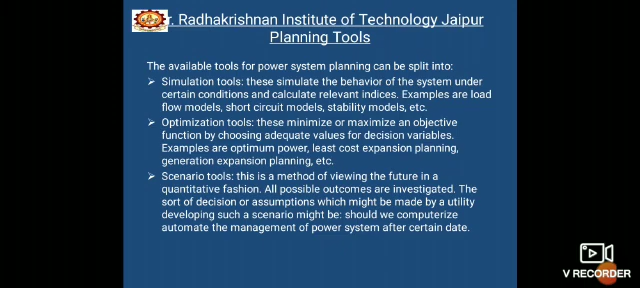 r. Radhakrishnan Institute of Technology Jaipur
Planning Tools
The available tools for power system planning can be split into:
➢ Simulation tools: these simulate the behavior of the system under
certain conditions and calculate relevant indices. Examples are load
flow models, short circuit models, stability models, etc.
➢ Optimization tools: these minimize or maximize an objective
function by choosing adequate values for decision variables.
Examples are optimum power, least cost expansion planning,
generation expansion planning, etc.
➢ Scenario tools: this is a method of viewing the future in a
quantitative fashion. All possible outcomes are investigated. The
sort of decision or assumptions which might be made by a utility
developing such a scenario might be: should we computerize
automate the management of power system after certain date.
V RECORDER